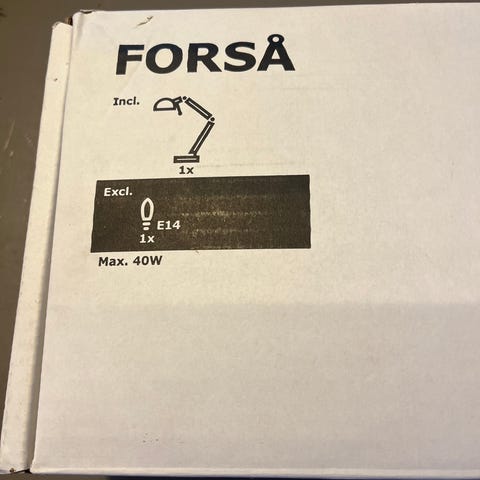 FORSÅ
Incl.
1x
Excl.
E14
1x
Max. 40W